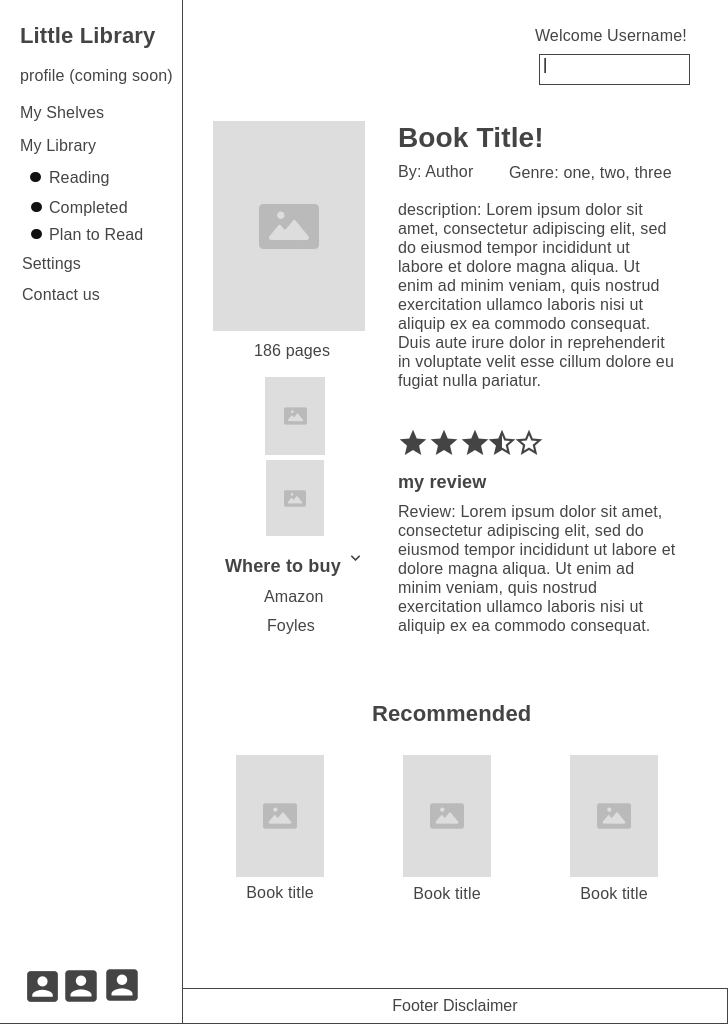 Little Library
profile (coming soon)
My Shelves
My Library
Reading
Completed
Plan to Read
Settings
Contact us
Welcome Username!
Book Title!
By: Author
Genre: one, two, three
description: Lorem ipsum dolor sit
amet, consectetur adipiscing elit, sed
do eiusmod tempor incididunt ut
labore et dolore magna aliqua. Ut
enim ad minim veniam, quis nostrud
exercitation ullamco laboris nisi ut
aliquip ex ea commodo consequat.
Duis aute irure dolor in reprehenderit
in voluptate velit esse cillum dolore eu
fugiat nulla pariatur.
186 pages
my review
Review: Lorem ipsum dolor sit amet,
consectetur adipiscing elit, sed do
eiusmod tempor incididunt ut labore et
dolore magna aliqua. Ut enim ad
minim veniam, quis nostrud
exercitation ullamco laboris nisi ut
aliquip ex ea commodo consequat.
Where to buy
Amazon
Foyles
Recommended
Book title
Book title
Book title
Footer Disclaimer